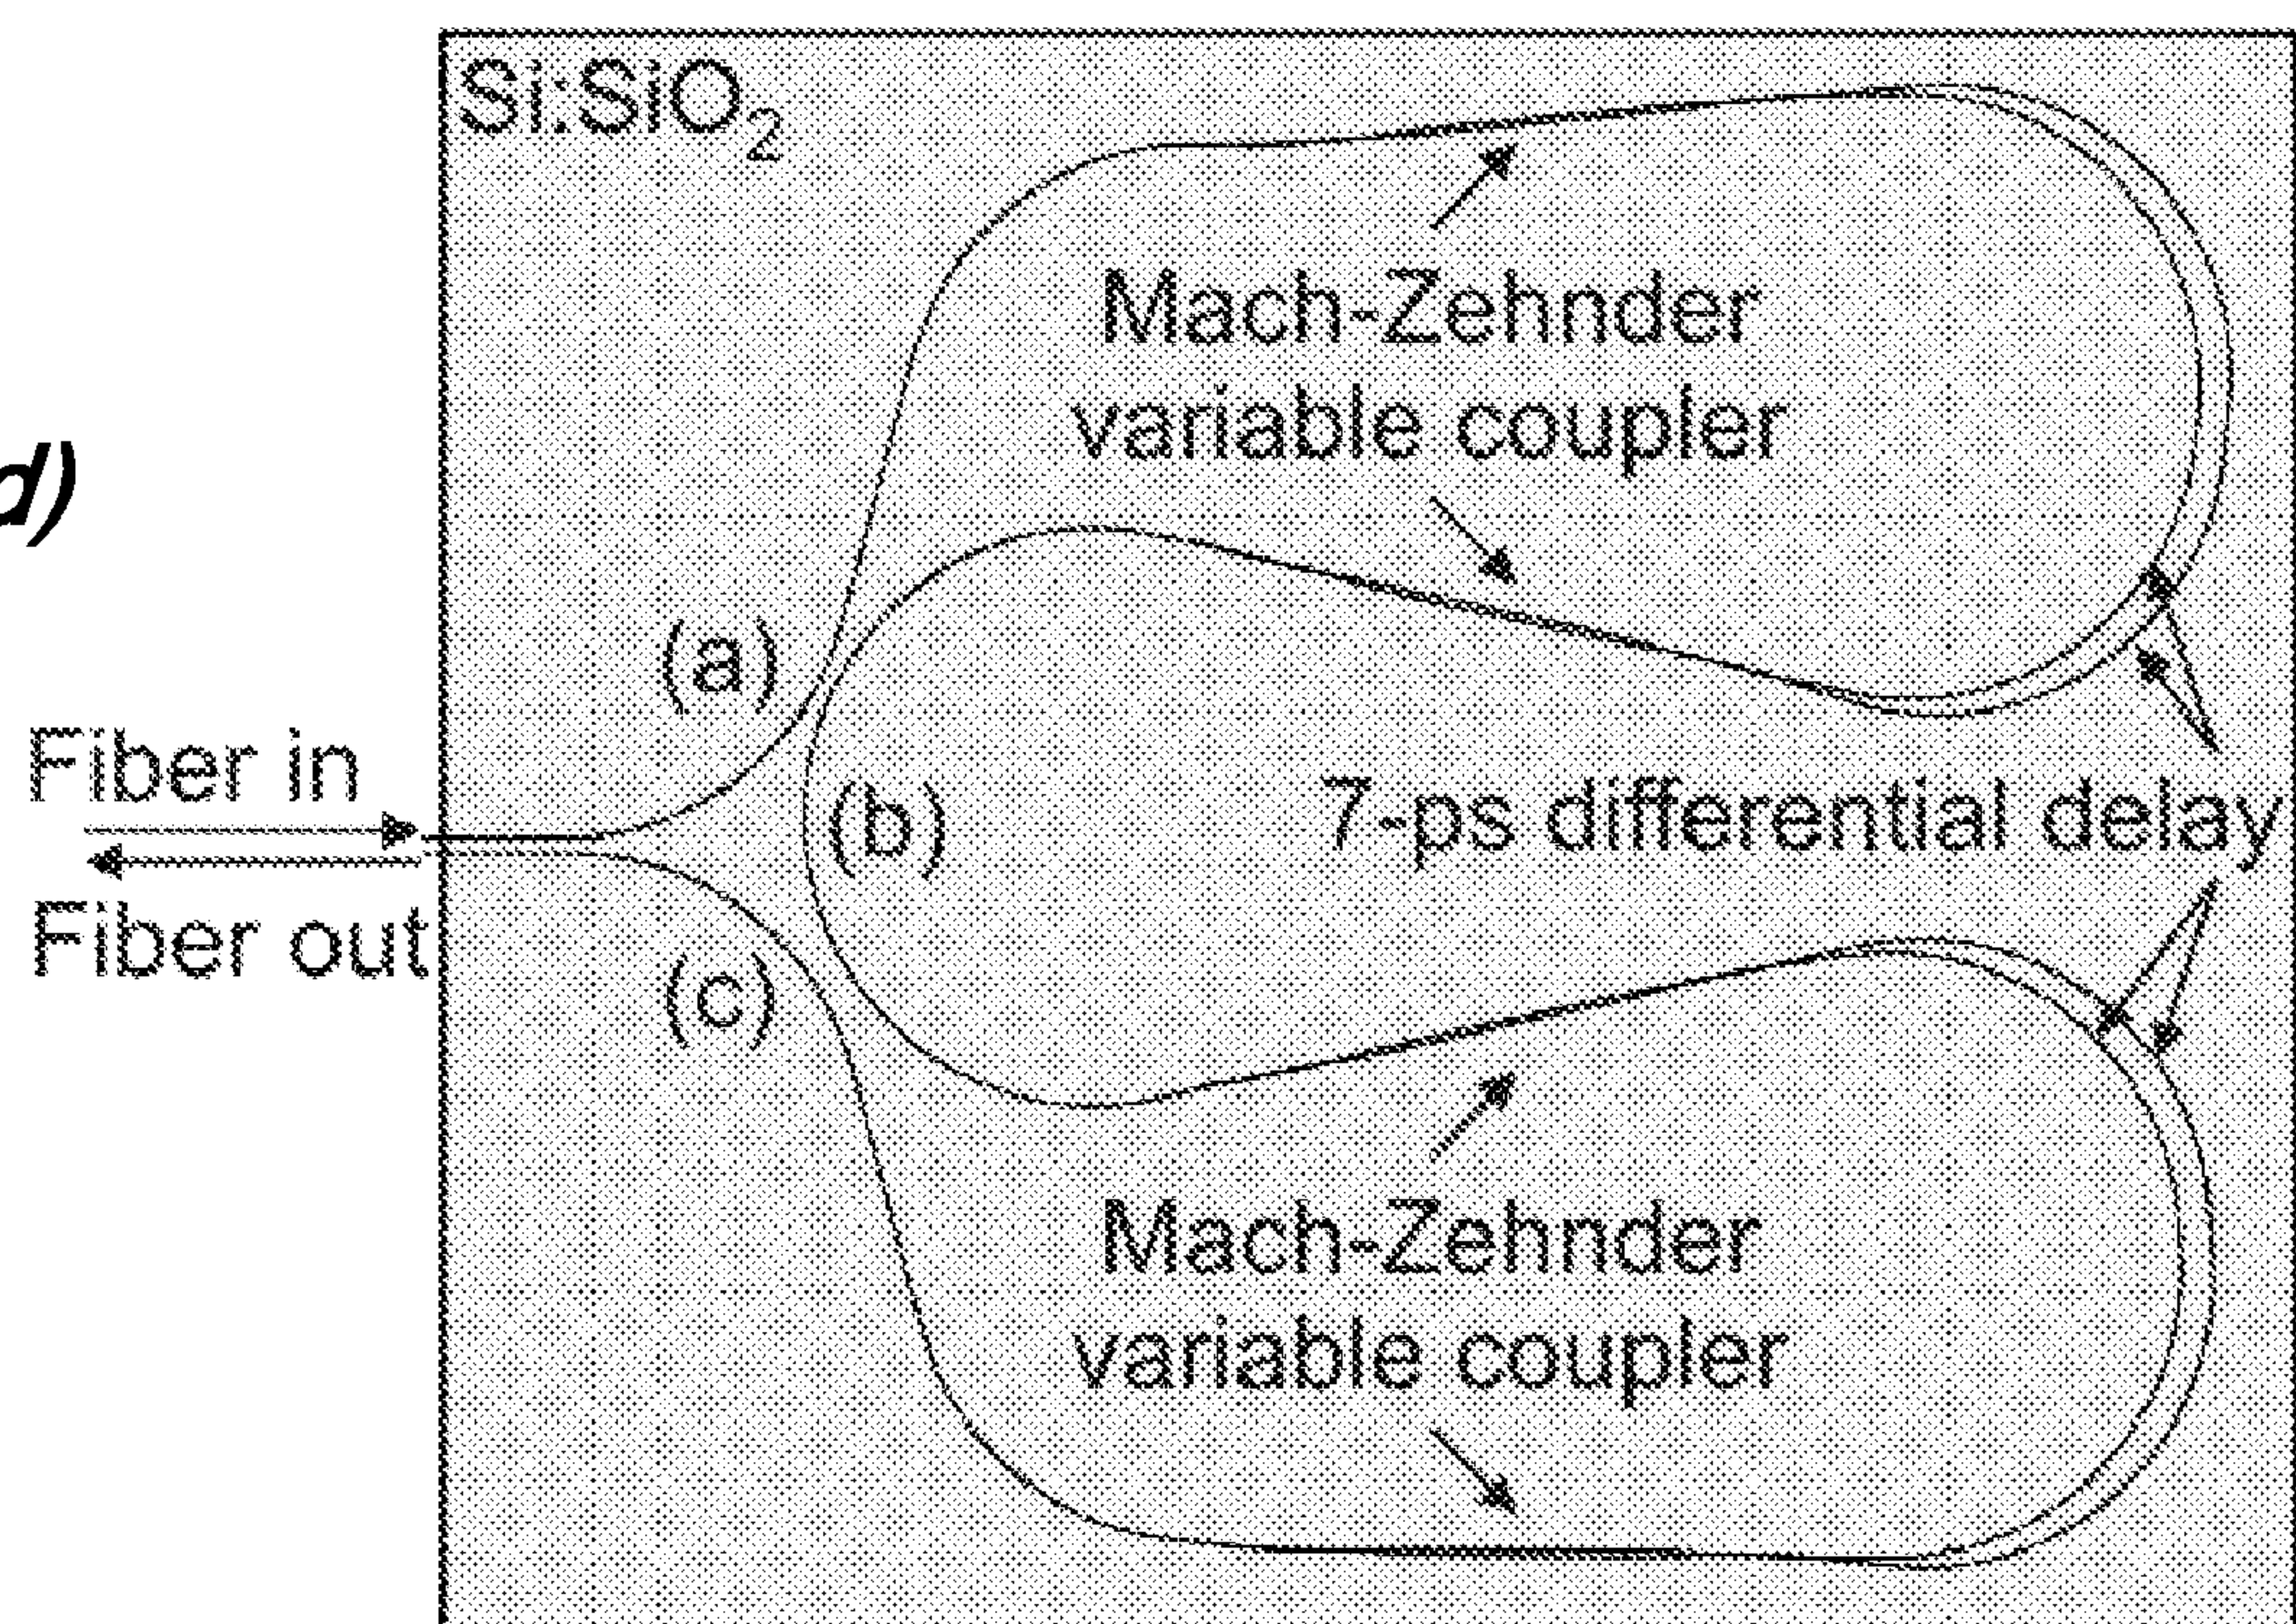 Si:SiO₂
Mach-Zehnder
variable coupler
d)
(a)
Fiber in
(b)
7-ps differential delay
Fiber out
(c)
Mach-Zehnder
variable coupler